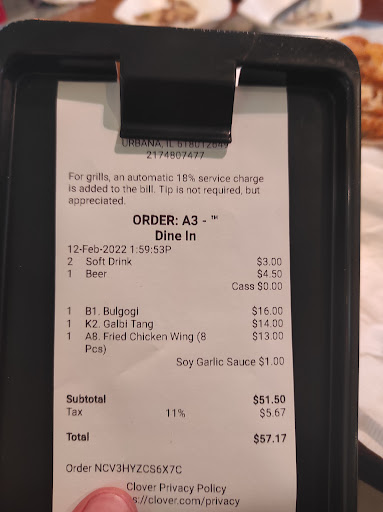 URBANA, IL
2174807477
For grills, an automatic 18% service charge
is added to the bill. Tip is not required, but
appreciated.
ORDER: A3 - ™
Dine In
12-Feb-2022 1:59:53P
2 Soft Drink $3.00
1 Beer $4.50
Cass $0.00
1 B1. Bulgogi $16.00
1 K2. Galbi Tang $14.00
1 A8. Fried Chicken Wing (8 $13.00
Pcs)
Soy Garlic Sauce $1.00
Subtotal $51.50
Tax 11% $5.67
Total $57.17
Order NCV3HYZCS6X7C
Clover Privacy Policy
s://clover.com/privacy